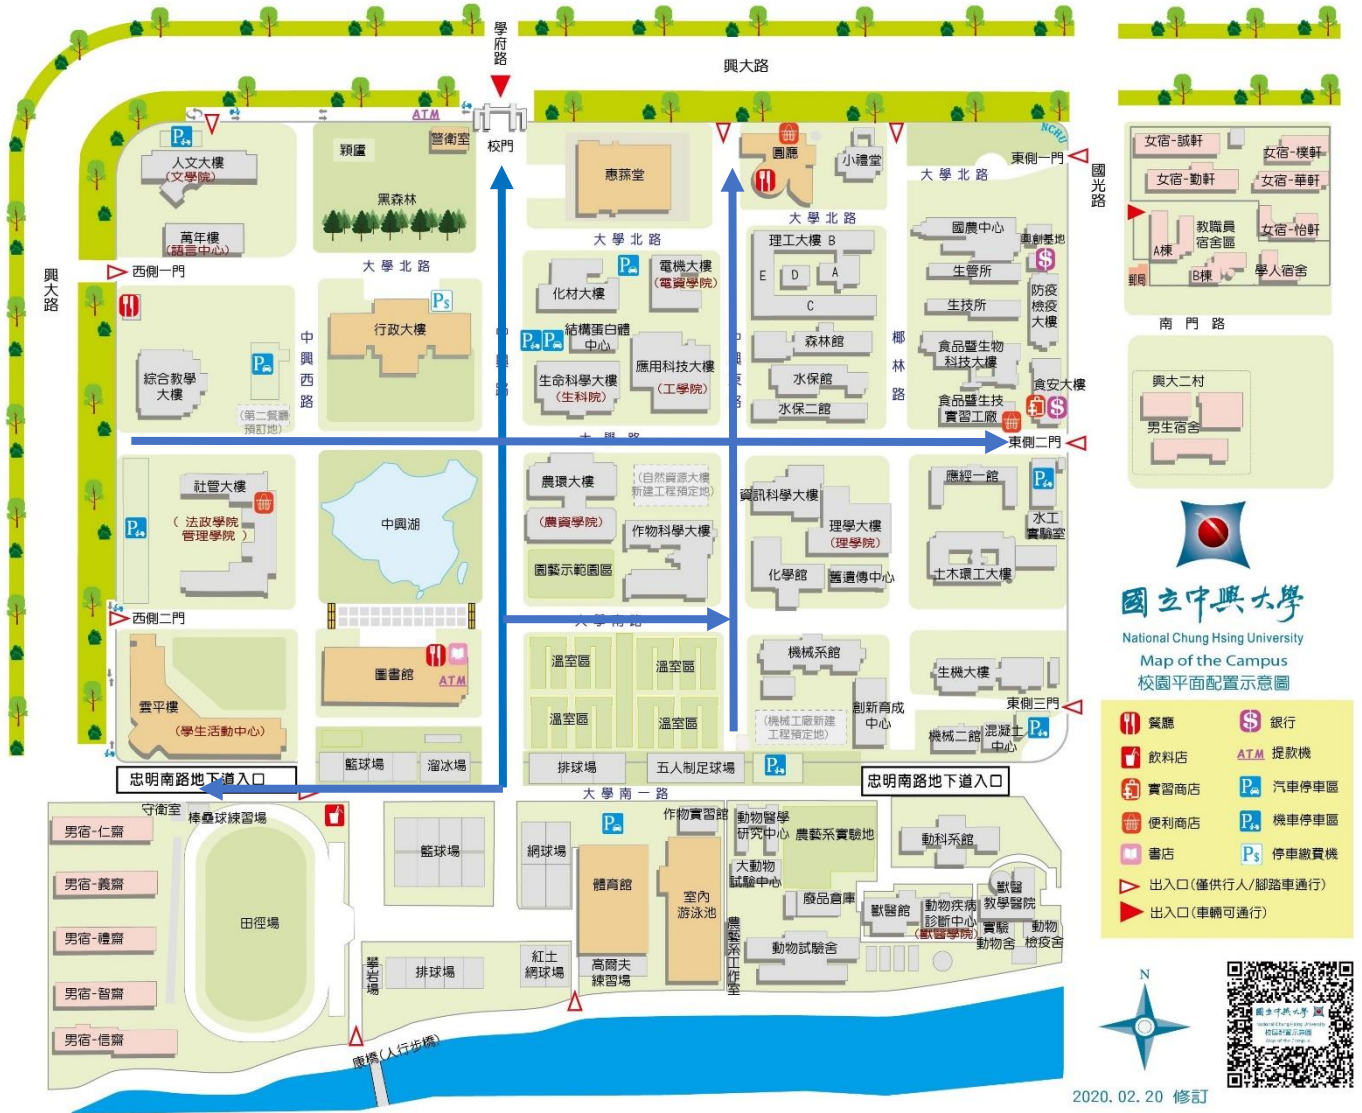 學府路
興大路
興大路
ATM
警衛室
校門
穎廬
黑森林
人文大樓
(文學院)
萬年樓
(語言中心)
西側一門
惠蓀堂
圓廳
小禮堂
NCHU
東側一門
國光路
大學北路
大學北路
大學北路
大學北路
女宿-誠軒
女宿-樸軒
女宿-勤軒
女宿-華軒
女宿-怡軒
A棟
教職員
宿舍區
B棟
學人宿舍
郵局
南門路
興大二村
男生宿舍
理工大樓 B
E
D
A
C
國農中心
興創基地
生管所
生技所
防疫
檢疫
大樓
森林館
水保館
水保二館
椰林路
食品暨生物
科技大樓
食安大樓
食品暨生技
實習工廠
東側二門
化材大樓
電機大樓
(電資學院)
結構蛋白體
中心
生命科學大樓
(生科院)
應用科技大樓
(工學院)
行政大樓
中興西路
綜合教學
大樓
(第二餐廳
預訂地)
社管大樓
(法政學院
管理學院)
中興湖
農環大樓
(農資學院)
(自然資源大樓
新建工程預定地)
作物科學大樓
園藝示範園區
大學南路
資訊科學大樓
理學大樓
(理學院)
化學館
舊遺傳中心
應經一館
水工
實驗室
土木環工大樓
西側二門
雲平樓
(學生活動中心)
圖書館
ATM
溫室區
溫室區
溫室區
溫室區
機械系館
(機械工廠新建
工程預定地)
創新育成
中心
生機大樓
東側三門
機械二館
混凝土
中心
籃球場
溜冰場
排球場
五人制足球場
忠明南路地下道入口
忠明南路地下道入口
大學南一路
守衛室
棒壘球練習場
男宿-仁齋
男宿-義齋
男宿-禮齋
男宿-智齋
男宿-信齋
田徑場
籃球場
網球場
體育館
作物實習館
室內
游泳池
動物醫學
研究中心
大動物
試驗中心
農藝系實驗地
廢品倉庫
動科系館
獸醫館
動物疾病
診斷中心
(獸醫學院)
獸醫
教學醫院
實驗
動物舍
動物
檢疫舍
動物試驗舍
農藝系工作室
攀岩場
排球場
紅土
網球場
高爾夫
練習場
康橋(人行步橋)
國立中興大學
National Chung Hsing University
Map of the Campus
校園平面配置示意圖
餐廳
$ 銀行
飲料店
ATM 提款機
實習商店
P 汽車停車區
便利商店
P 機車停車區
書店
Ps 停車繳費機
出入口(僅供行人/腳踏車通行)
出入口(車輛可通行)
N
2020. 02. 20 修訂